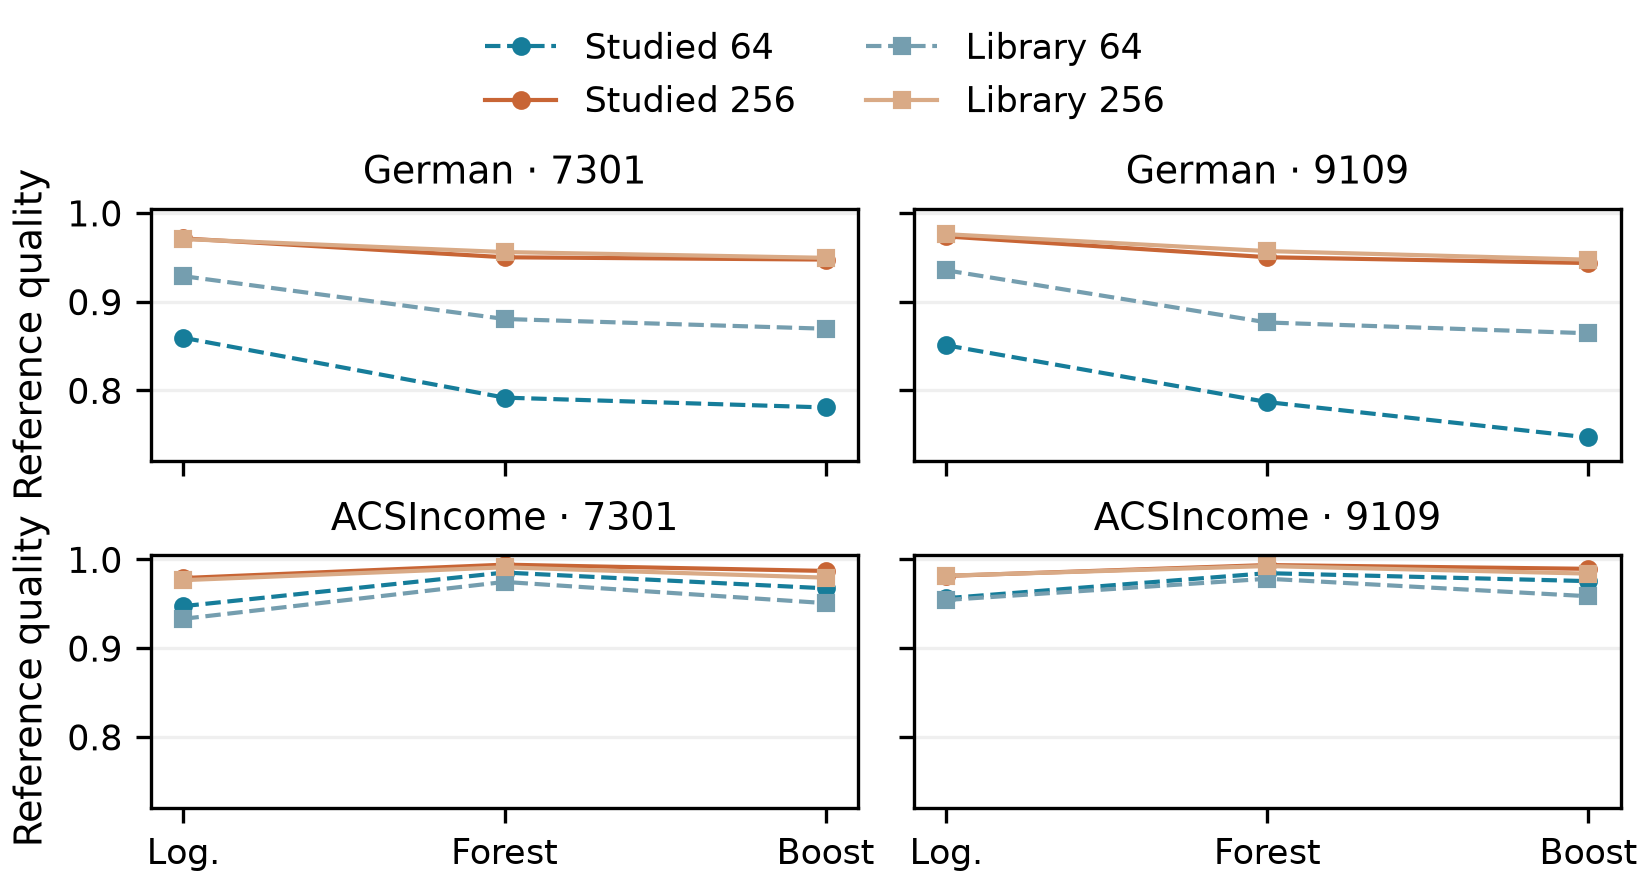 Studied 64
Library 64
Studied 256
Library 256
German · 7301
German · 9109
Reference quality
1.0
0.9
0.8
ACSIncome · 7301
ACSIncome · 9109
Reference quality
1.0
0.9
0.8
Log.
Forest
Boost
Log.
Forest
Boost